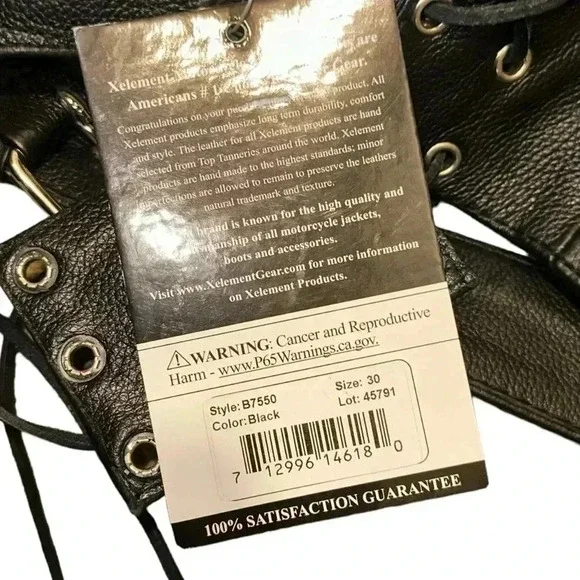 Xelement are
Americans # Gear.
Congratulations on your product. All
Xelement products emphasize long term durability, comfort
and style. The leather for all Xelement products are hand
selected from Top Tanneries around the world. Xelement
products are hand made to the highest standards; minor
imperfections are allowed to remain to preserve the leathers
natural trademark and texture.
brand is known for the high quality and
of all motorcycle jackets,
boots and accessories.
Visit www.XelementGear.com for more information
on Xelement Products.
⚠WARNING: Cancer and Reproductive
Harm - www.P65Warnings.ca.gov.
Style:B7550 Size: 30
Color:Black Lot: 45791
7 12996 14618 0
100% SATISFACTION GUARANTEE